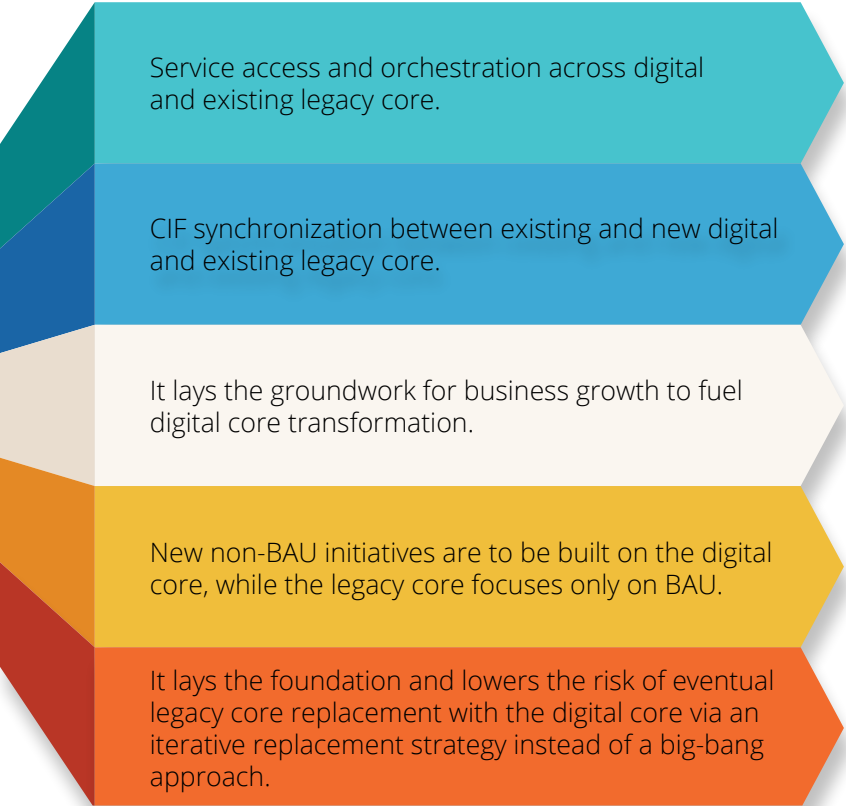 Service access and orchestration across digital
and existing legacy core.
CIF synchronization between existing and new digital
and existing legacy core.
It lays the groundwork for business growth to fuel
digital core transformation.
New non-BAU initiatives are to be built on the digital
core, while the legacy core focuses only on BAU.
It lays the foundation and lowers the risk of eventual
legacy core replacement with the digital core via an
iterative replacement strategy instead of a big-bang
approach.